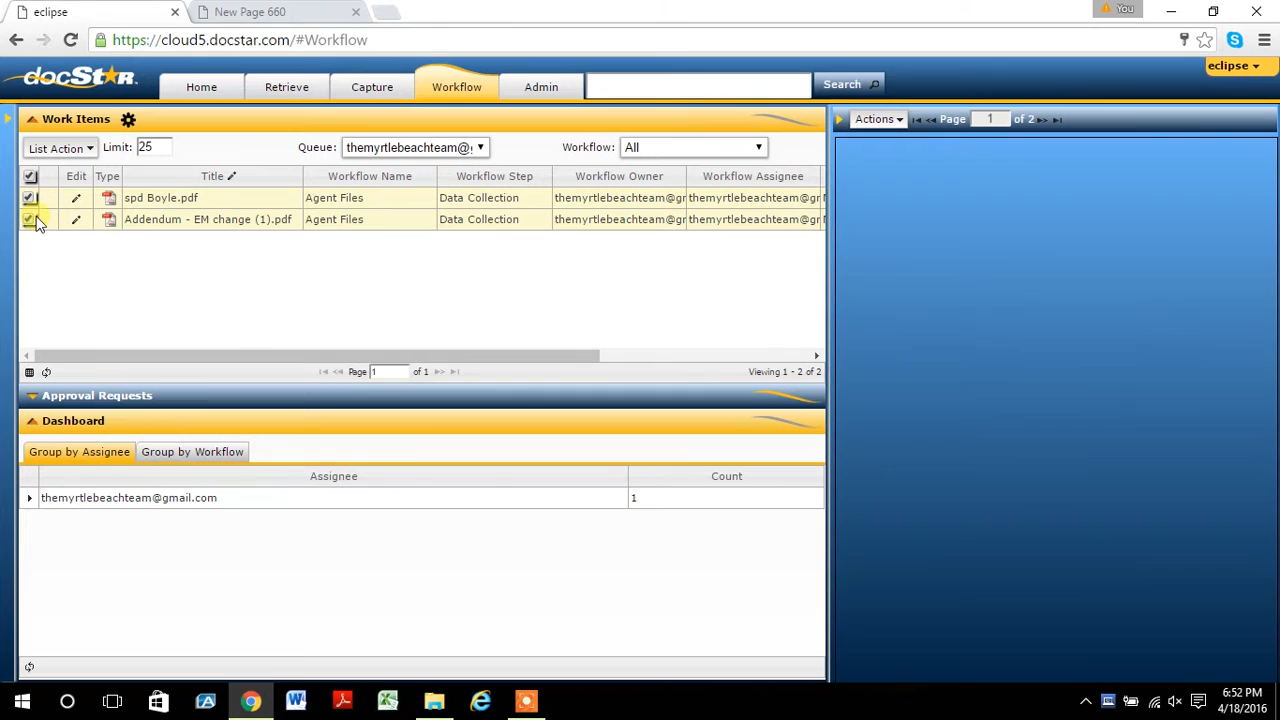 eclipse
New Page 660
You
https://cloud5.docstar.com/#Workflow
eclipse
docSTAR
Home
Retrieve
Capture
Workflow
Admin
Search
Work Items
Actions
Page 1 of 2
List Action
Limit: 25
Queue: themyrtlebeachteam@g
Workflow: All
Edit Type Title Workflow Name Workflow Step Workflow Owner Workflow Assignee
spd Boyle.pdf Agent Files Data Collection themyrtlebeachteam@gr themyrtlebeachteam@gr
Addendum - EM change (1).pdf Agent Files Data Collection themyrtlebeachteam@gr themyrtlebeachteam@gr
Page 1 of 1
Viewing 1 - 2 of 2
Approval Requests
Dashboard
Group by Assignee
Group by Workflow
Assignee Count
themyrtlebeachteam@gmail.com 1
6:52 PM
4/18/2016